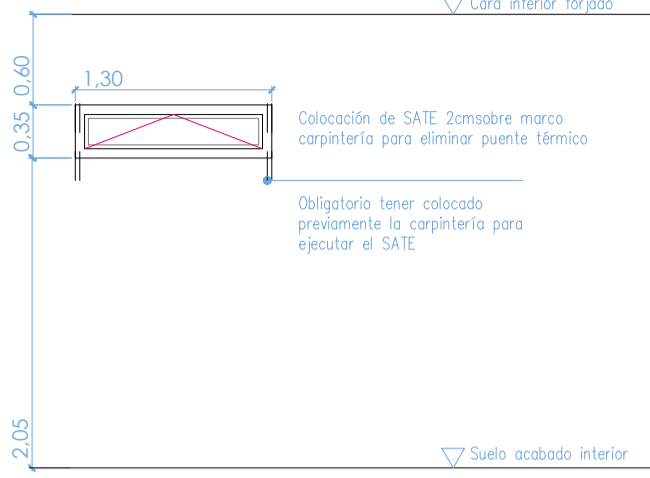 Cara inferior forjado
0,60
1,30
0,35
Colocación de SATE 2cmsobre marco
carpintería para eliminar puente térmico
Obligatorio tener colocado
previamente la carpintería para
ejecutar el SATE
2,05
Suelo acabado interior